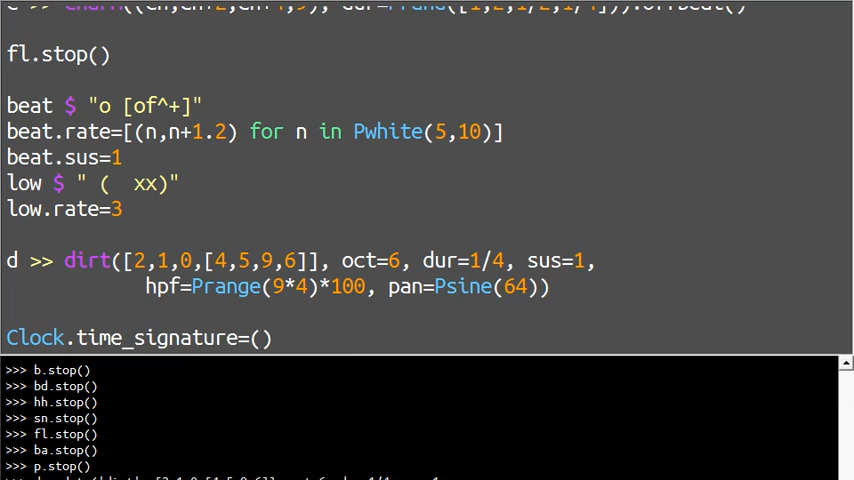 fl.stop()
beat $ "o [of^+]"
beat.rate=[(n,n+1.2) for n in Pwhite(5,10)]
beat.sus=1
low $ " (  xx)"
low.rate=3
d >> dirt([2,1,0,[4,5,9,6]], oct=6, dur=1/4, sus=1,
hpf=Prange(9*4)*100, pan=Psine(64))
Clock.time_signature=()
>>> b.stop()
>>> bd.stop()
>>> hh.stop()
>>> sn.stop()
>>> fl.stop()
>>> ba.stop()
>>> p.stop()